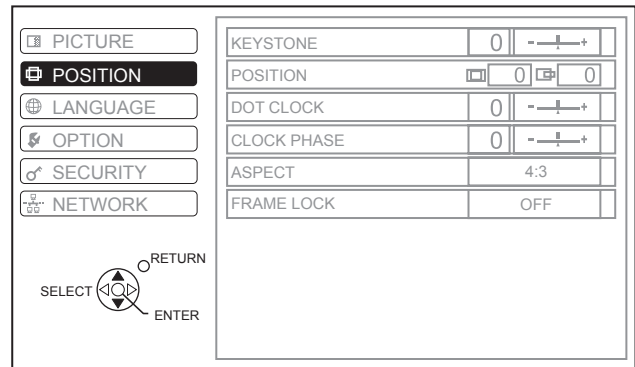 PICTURE
POSITION
LANGUAGE
OPTION
SECURITY
NETWORK
RETURN
SELECT
ENTER
KEYSTONE 0 - +
POSITION 0 0
DOT CLOCK 0 - +
CLOCK PHASE 0 - +
ASPECT 4:3
FRAME LOCK OFF